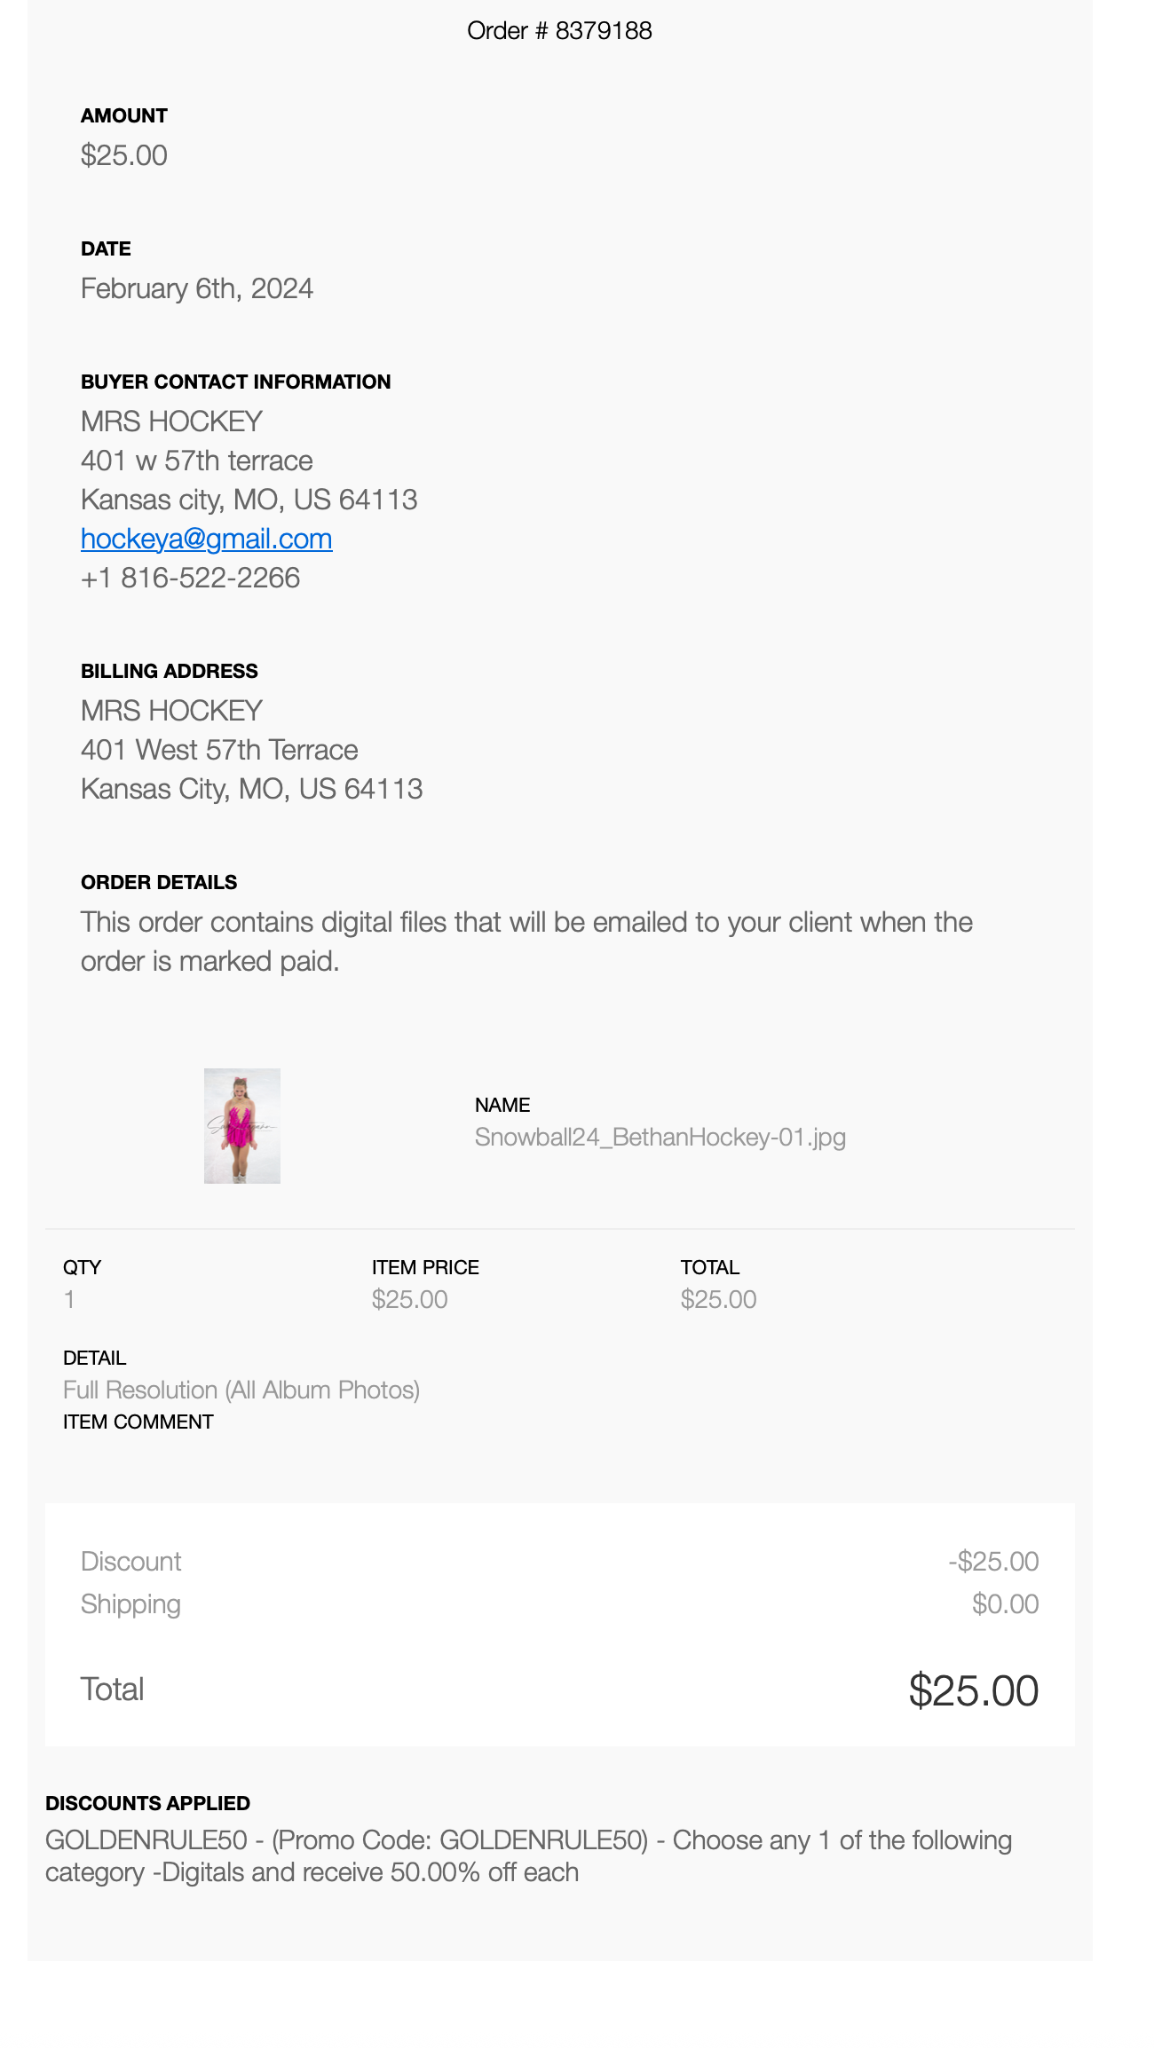 Order # 8379188
AMOUNT
$25.00
DATE
February 6th, 2024
BUYER CONTACT INFORMATION
MRS HOCKEY
401 w 57th terrace
Kansas city, MO, US 64113
hockeya@gmail.com
+1 816-522-2266
BILLING ADDRESS
MRS HOCKEY
401 West 57th Terrace
Kansas City, MO, US 64113
ORDER DETAILS
This order contains digital files that will be emailed to your client when the
order is marked paid.
NAME
Snowball24_BethanHockey-01.jpg
QTY ITEM PRICE TOTAL
1 $25.00 $25.00
DETAIL
Full Resolution (All Album Photos)
ITEM COMMENT
Discount -$25.00
Shipping $0.00
Total $25.00
DISCOUNTS APPLIED
GOLDENRULE50 - (Promo Code: GOLDENRULE50) - Choose any 1 of the following
category -Digitals and receive 50.00% off each